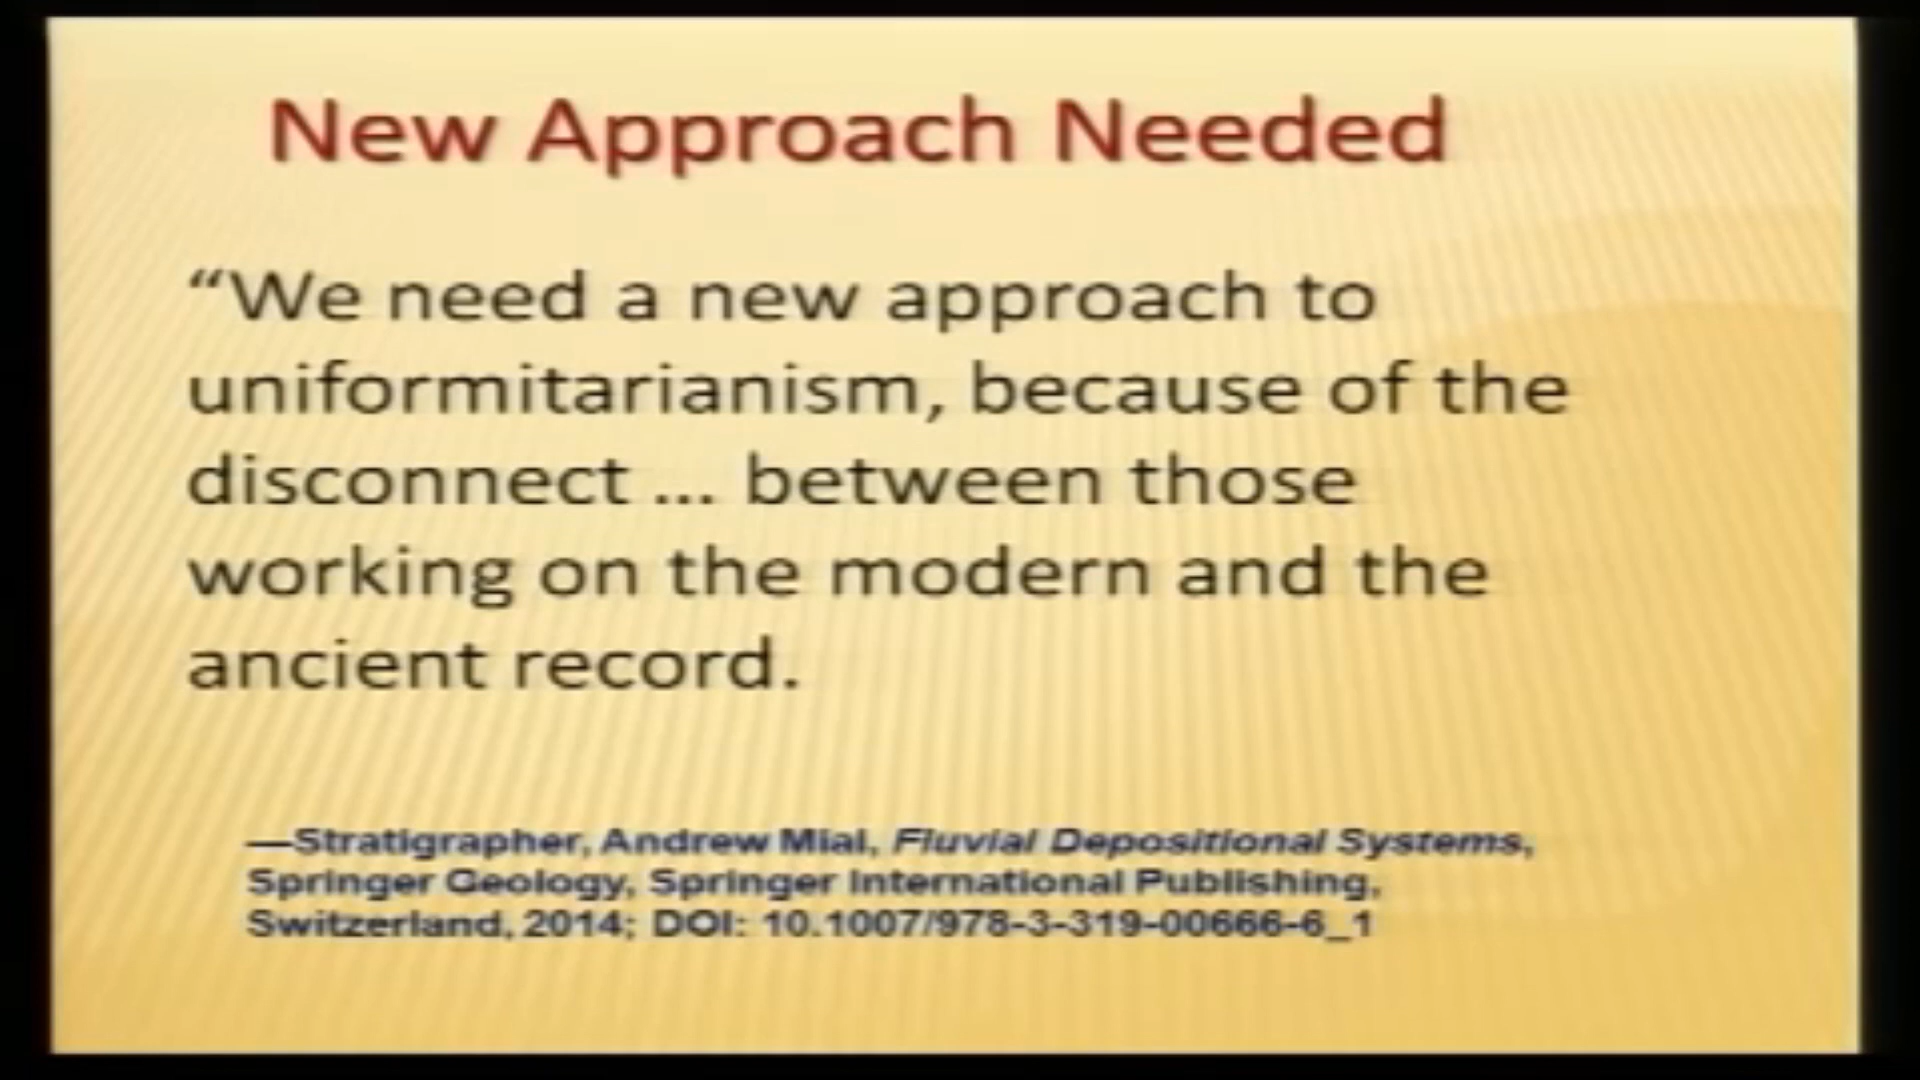 New Approach Needed
“We need a new approach to
uniformitarianism, because of the
disconnect ... between those
working on the modern and the
ancient record.
—Stratigrapher, Andrew Mial, Fluvial Depositional Systems,
Springer Geology, Springer International Publishing,
Switzerland, 2014; DOI: 10.1007/978-3-319-00666-6_1